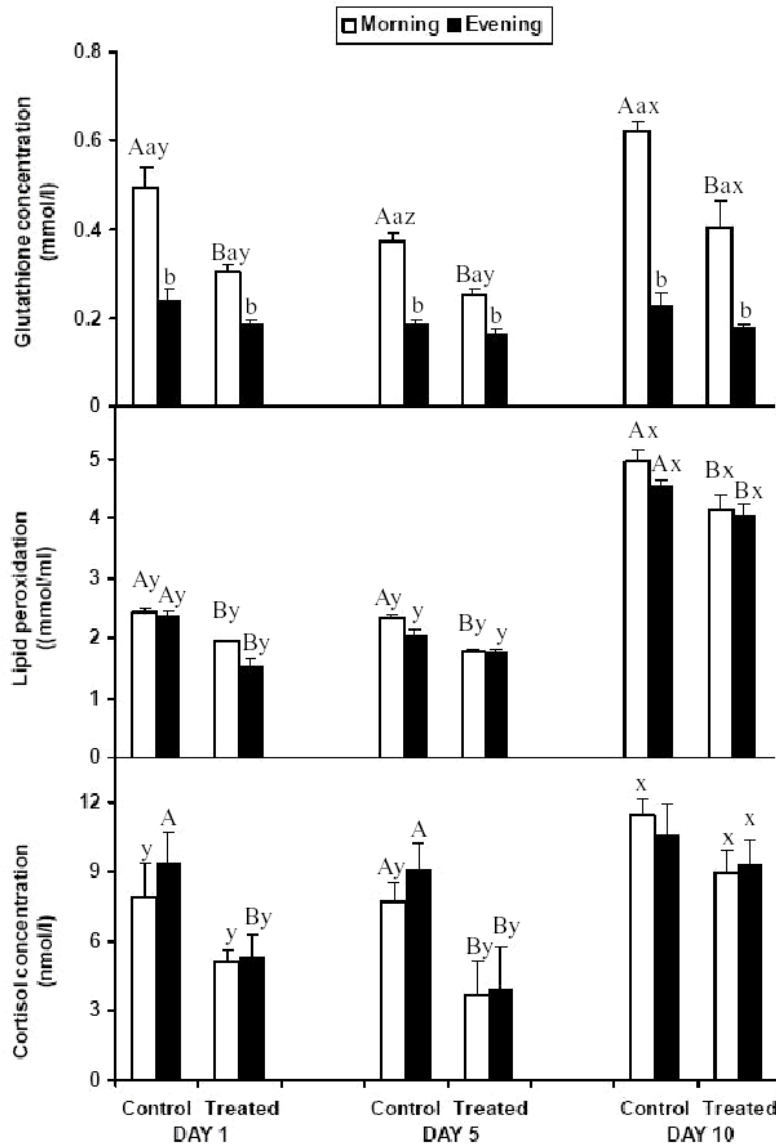 Morning Evening
Glutathione concentration
(mmol/l)
0.8
0.6
0.4
0.2
0
Aay
b
Bay
b
Aaz
b
Bay
b
Aax
b
Bax
b
Lipid peroxidation
((mmol/ml)
5
4
3
2
1
0
Ay
Ay
By
By
Ay
y
By
y
Ax
Ax
Bx
Bx
Cortisol concentration
(nmol/l)
12
9
6
3
0
y
A
y
By
Ay
A
By
By
x
x
x
Control Treated Control Treated Control Treated
DAY 1 DAY 5 DAY 10